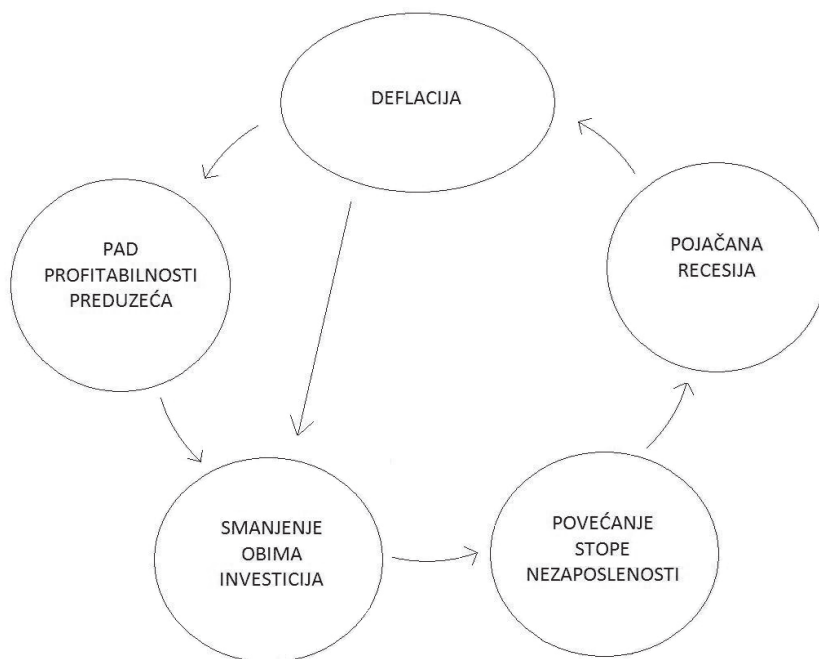 DEFLACIJA
PAD
PROFITABILNOSTI
PREDUZEĆA
POJAČANA
RECESIJA
SMANJENJE
OBIMA
INVESTICIJA
POVEĆANJE
STOPE
NEZAPOSLENOSTI